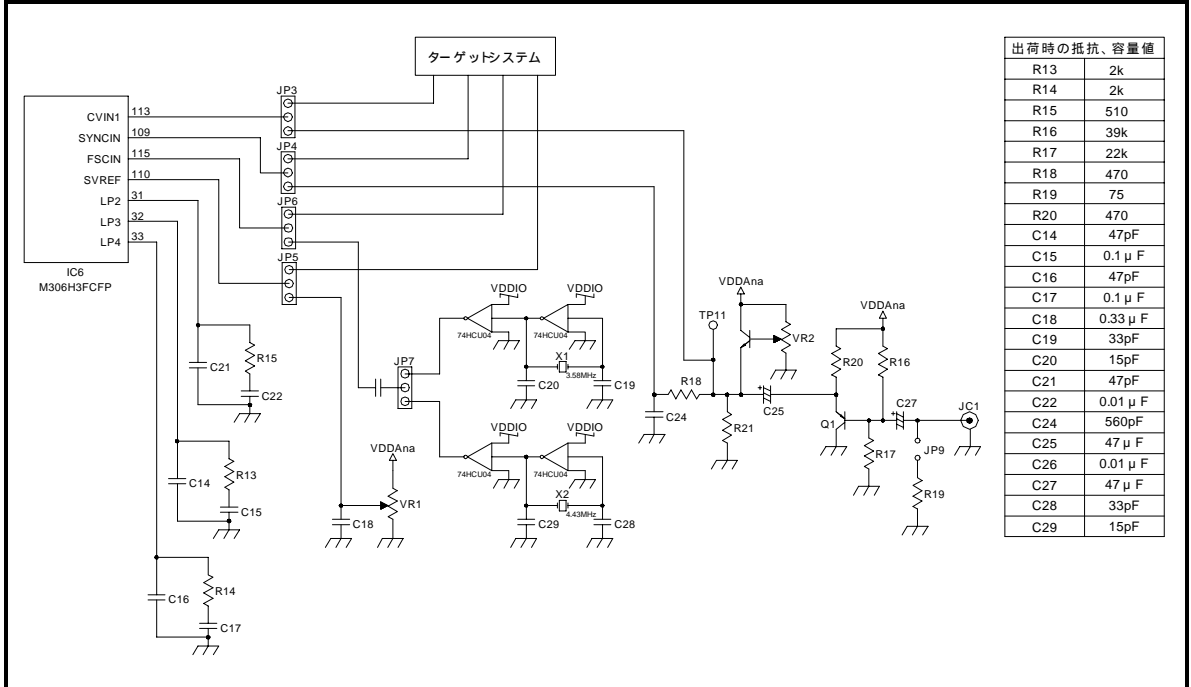 ターゲットシステム
JP3
CVIN1 113
SYNCIN 109
FSCIN 115
SVREF 110
LP2 31
LP3 32
LP4 33
IC6
M306H3FCFP
JP4
JP6
JP5
C21
R15
C22
C14
R13
C15
C16
R14
C17
JP7
VDDIO
VDDIO
74HCU04
74HCU04
X1
3.58MHz
C20
C19
VDDIO
VDDIO
74HCU04
74HCU04
X2
4.43MHz
C29
C28
VDDAna
VR1
C18
TP11
VDDAna
VR2
R18
C24
R21
C25
VDDAna
R20
R16
Q1
C27
R17
JC1
JP9
R19
出荷時の抵抗、容量値
R13 2k
R14 2k
R15 510
R16 39k
R17 22k
R18 470
R19 75
R20 470
C14 47pF
C15 0.1μF
C16 47pF
C17 0.1μF
C18 0.33μF
C19 33pF
C20 15pF
C21 47pF
C22 0.01μF
C24 560pF
C25 47μF
C26 0.01μF
C27 47μF
C28 33pF
C29 15pF